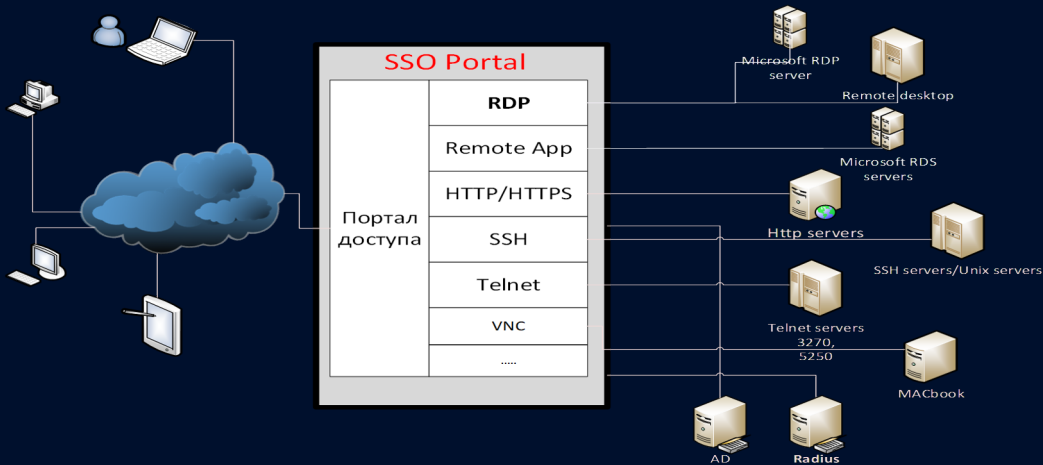 SSO Portal
Портал
доступа
RDP
Remote App
HTTP/HTTPS
SSH
Telnet
VNC
.....
Microsoft RDP
server
Remote desktop
Microsoft RDS
servers
Http servers
SSH servers/Unix servers
Telnet servers
3270,
5250
MACbook
AD
Radius